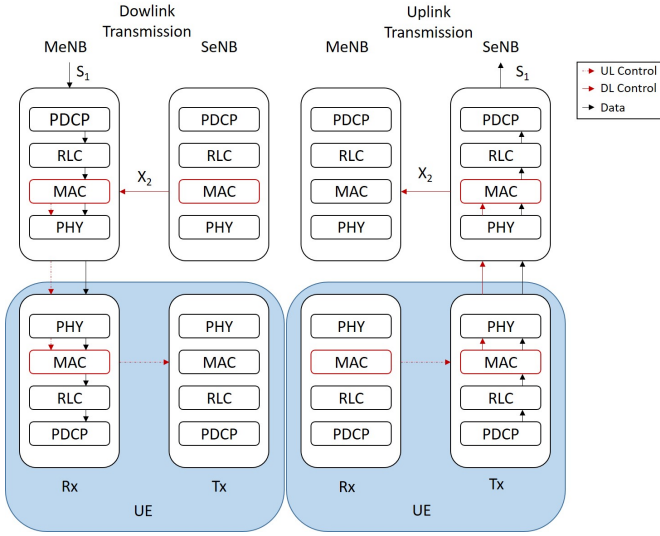 Dowlink
Transmission
MeNB
SeNB
S1
PDCP
RLC
MAC
PHY
PDCP
RLC
MAC
PHY
X2
PHY
MAC
RLC
PDCP
Rx
PHY
MAC
RLC
PDCP
Tx
UE
Uplink
Transmission
MeNB
SeNB
S1
PDCP
RLC
MAC
PHY
PDCP
RLC
MAC
PHY
X2
PHY
MAC
RLC
PDCP
Rx
PHY
MAC
RLC
PDCP
Tx
UE
UL Control
DL Control
Data